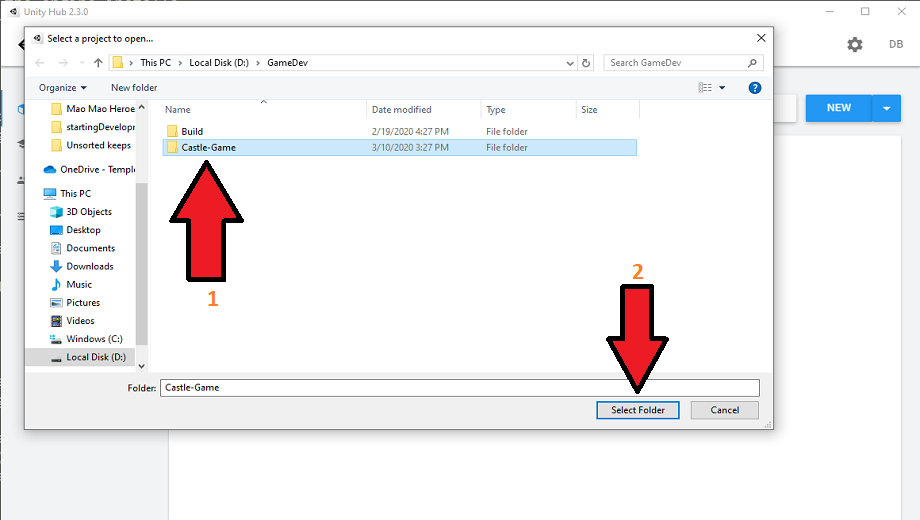 Unity Hub 2.3.0
Select a project to open...
This PC > Local Disk (D:) > GameDev
Search GameDev
DB
Organize
New folder
NEW
Name
Date modified
Type
Size
Mao Mao Heroe
startingDevelopr
Unsorted keeps
OneDrive - Temple
This PC
3D Objects
Desktop
Documents
Downloads
Music
Pictures
Videos
Windows (C:)
Local Disk (D:)
Build 2/19/2020 4:27 PM File folder
Castle-Game 3/10/2020 3:27 PM File folder
1
2
Folder: Castle-Game
Select Folder
Cancel